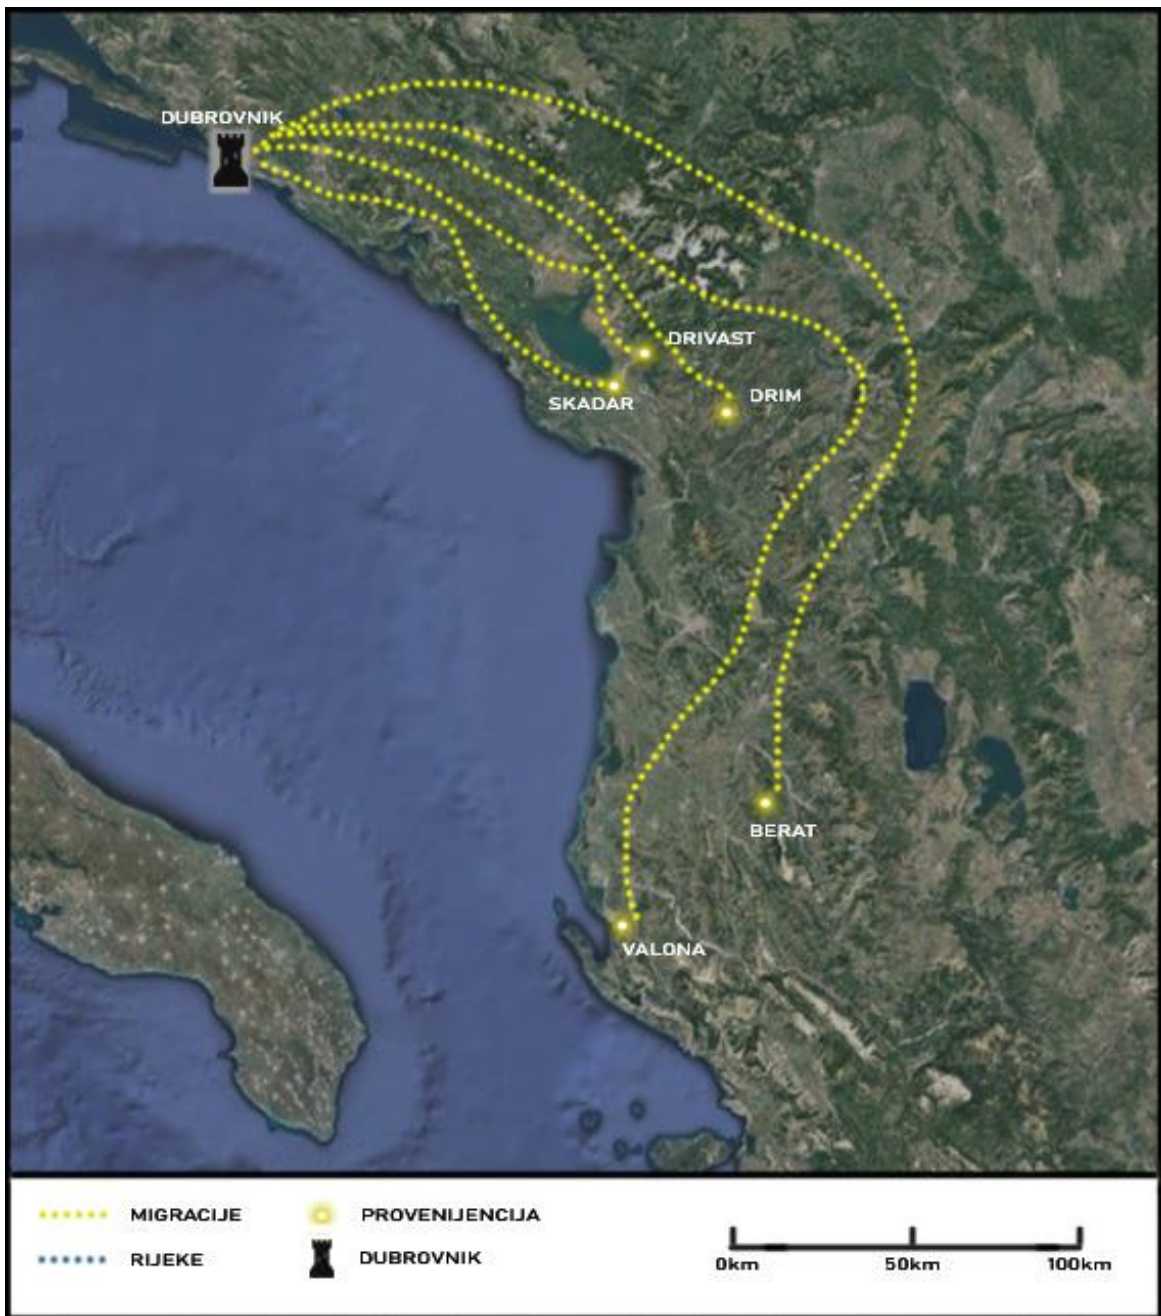 DUBROVNIK
DRIVAST
DRIM
SKADAR
BERAT
VALONA
MIGRACIJE
PROVENIJENCIJA
RIJEKE
DUBROVNIK
0km 50km 100km